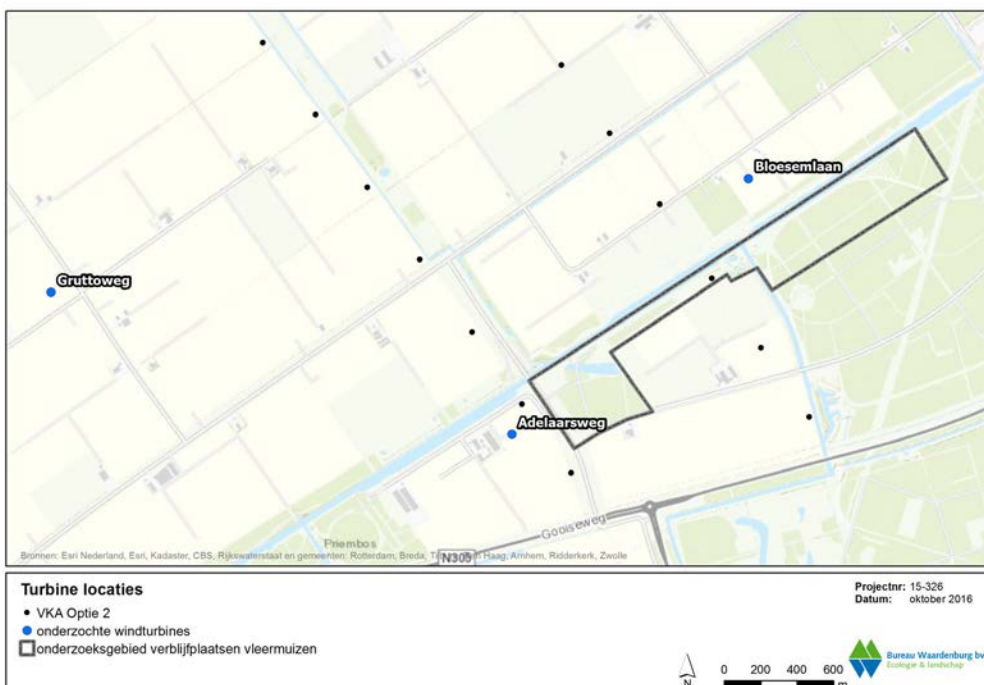 Bloesemlaan
Gruttoweg
Adelaarsweg
Gooiseweg
Priembos
N305
Bronnen: Esri Nederland, Esri, Kadaster, CBS, Rijkswaterstaat en gemeenten: Rotterdam, Breda, Haag, Arnhem, Ridderkerk, Zwolle
Turbine locaties
VKA Optie 2
onderzochte windturbines
onderzoeksgebied verblijfplaatsen vleermuizen
Projectnr: 15-326
Datum: oktober 2016
N
0 200 400 600
m
Bureau Waardenburg bv
Ecologie & landschap